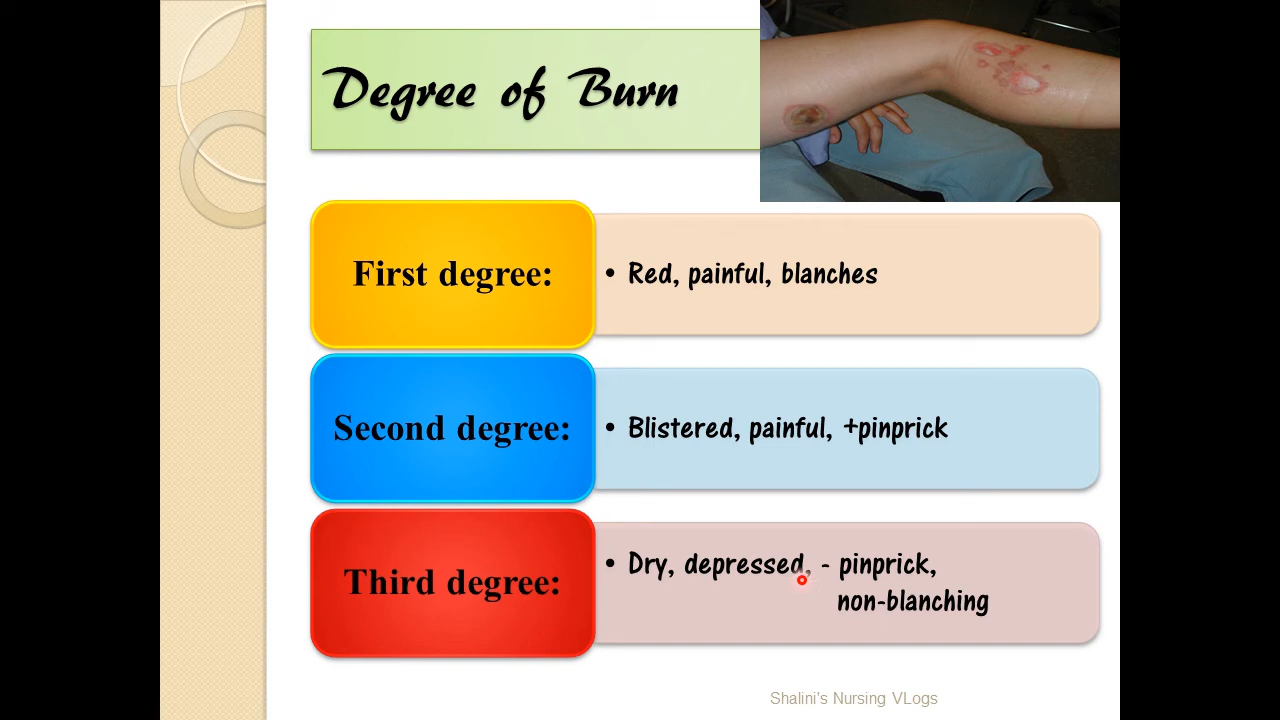 Degree of Burn
First degree:
• Red, painful, blanches
Second degree:
• Blistered, painful, +pinprick
Third degree:
• Dry, depressed, - pinprick,
non-blanching
Shalini's Nursing VLogs